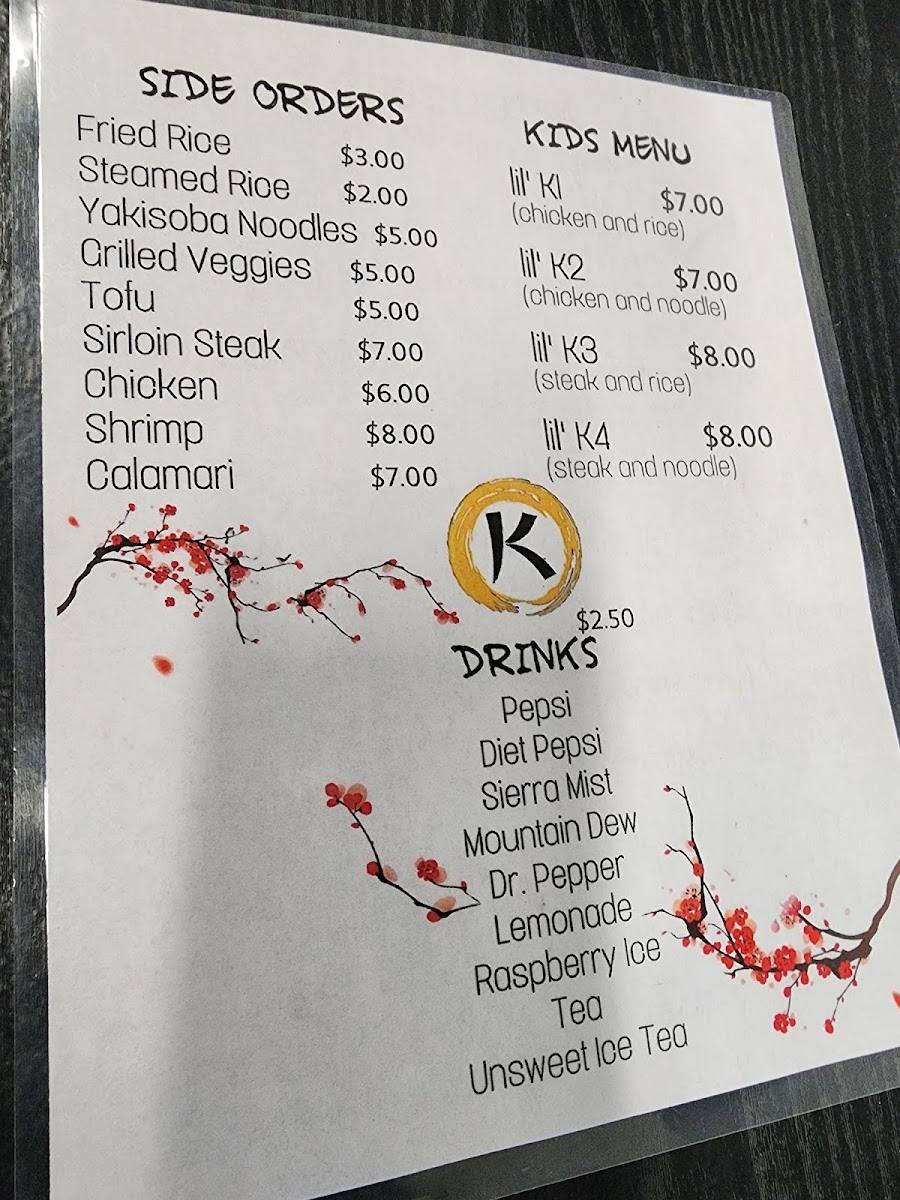 SIDE ORDERS
Fried Rice $3.00
Steamed Rice $2.00
Yakisoba Noodles $5.00
Grilled Veggies $5.00
Tofu $5.00
Sirloin Steak $7.00
Chicken $6.00
Shrimp $8.00
Calamari $7.00
KIDS MENU
lil' K1 $7.00
(chicken and rice)
lil' K2 $7.00
(chicken and noodle)
lil' K3 $8.00
(steak and rice)
lil' K4 $8.00
(steak and noodle)
K
$2.50
DRINKS
Pepsi
Diet Pepsi
Sierra Mist
Mountain Dew
Dr. Pepper
Lemonade
Raspberry Ice
Tea
Unsweet Ice Tea